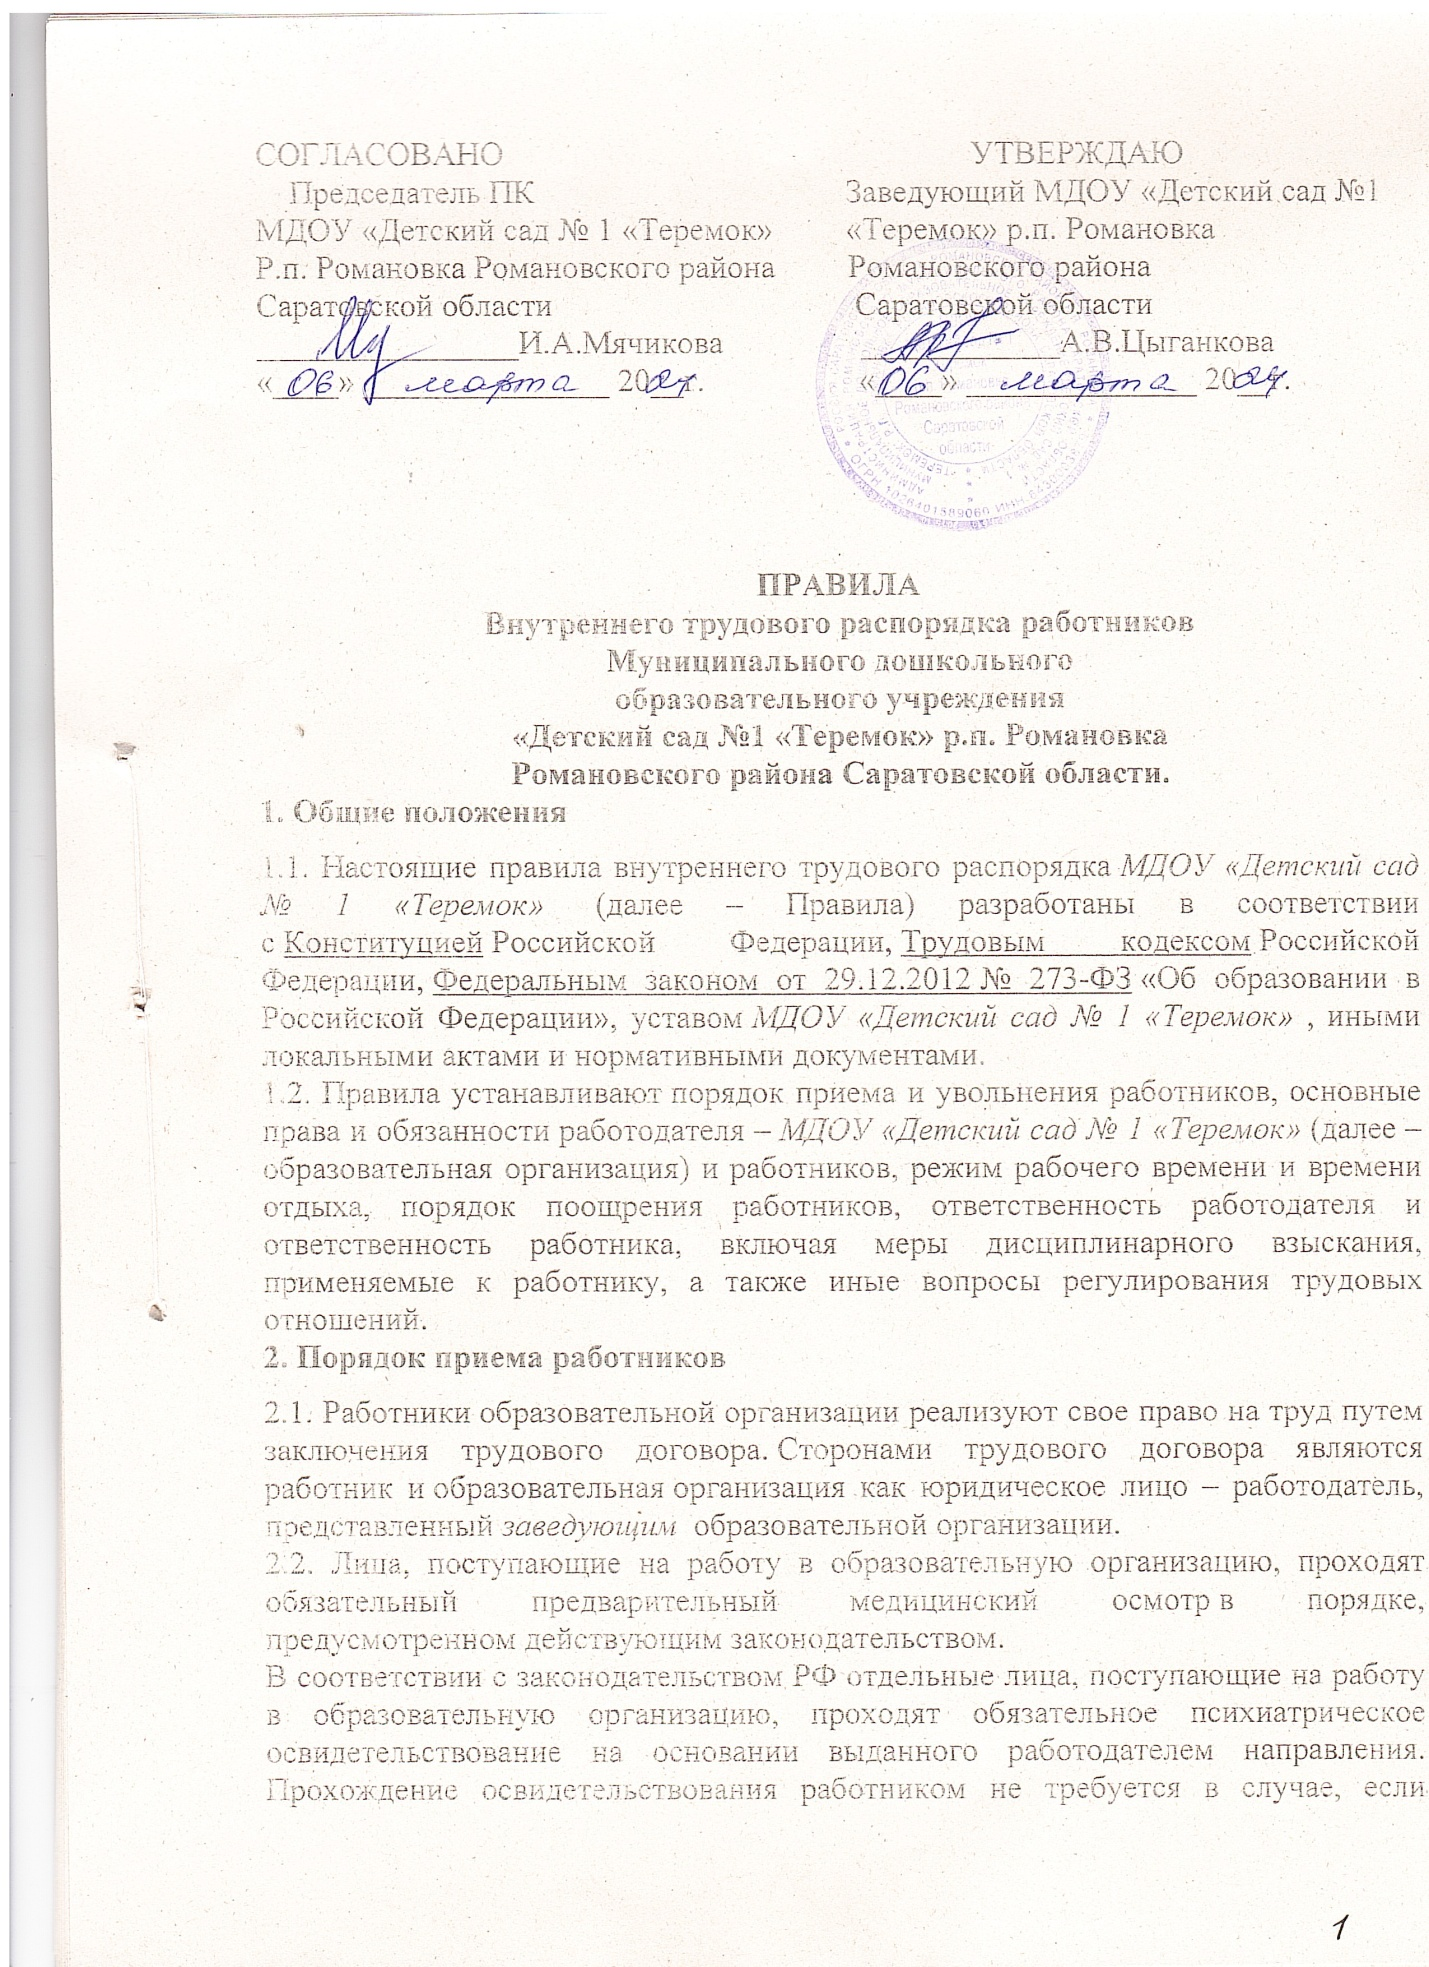 СОГЛАСОВАНО
Председатель ПК
МДОУ «Детский сад № 1 «Теремок»
Р.п. Романовка Романовского района
Саратовской области
И.А.Мячикова
«06» марта 2024г.
УТВЕРЖДАЮ
Заведующий МДОУ «Детский сад №1
«Теремок» р.п. Романовка
Романовского района
Саратовской области
А.В.Цыганкова
«06» марта 2024г.
Саратовской
области
ПРАВИЛА
Внутреннего трудового распорядка работников
Муниципального дошкольного
образовательного учреждения
«Детский сад №1 «Теремок» р.п. Романовка
Романовского района Саратовской области.
1. Общие положения
1.1. Настоящие правила внутреннего трудового распорядка МДОУ «Детский сад
№ 1 «Теремок» (далее – Правила) разработаны в соответствии
с Конституцией Российской Федерации, Трудовым кодексом Российской
Федерации, Федеральным законом от 29.12.2012 № 273-ФЗ «Об образовании в
Российской Федерации», уставом МДОУ «Детский сад № 1 «Теремок» , иными
локальными актами и нормативными документами.
1.2. Правила устанавливают порядок приема и увольнения работников, основные
права и обязанности работодателя – МДОУ «Детский сад № 1 «Теремок» (далее –
образовательная организация) и работников, режим рабочего времени и времени
отдыха, порядок поощрения работников, ответственность работодателя и
ответственность работника, включая меры дисциплинарного взыскания,
применяемые к работнику, а также иные вопросы регулирования трудовых
отношений.
2. Порядок приема работников
2.1. Работники образовательной организации реализуют свое право на труд путем
заключения трудового договора. Сторонами трудового договора являются
работник и образовательная организация как юридическое лицо – работодатель,
представленный заведующим образовательной организации.
2.2. Лица, поступающие на работу в образовательную организацию, проходят
обязательный предварительный медицинский осмотр в порядке,
предусмотренном действующим законодательством.
В соответствии с законодательством РФ отдельные лица, поступающие на работу
в образовательную организацию, проходят обязательное психиатрическое
освидетельствование на основании выданного работодателем направления.
Прохождение освидетельствования работником не требуется в случае, если
1